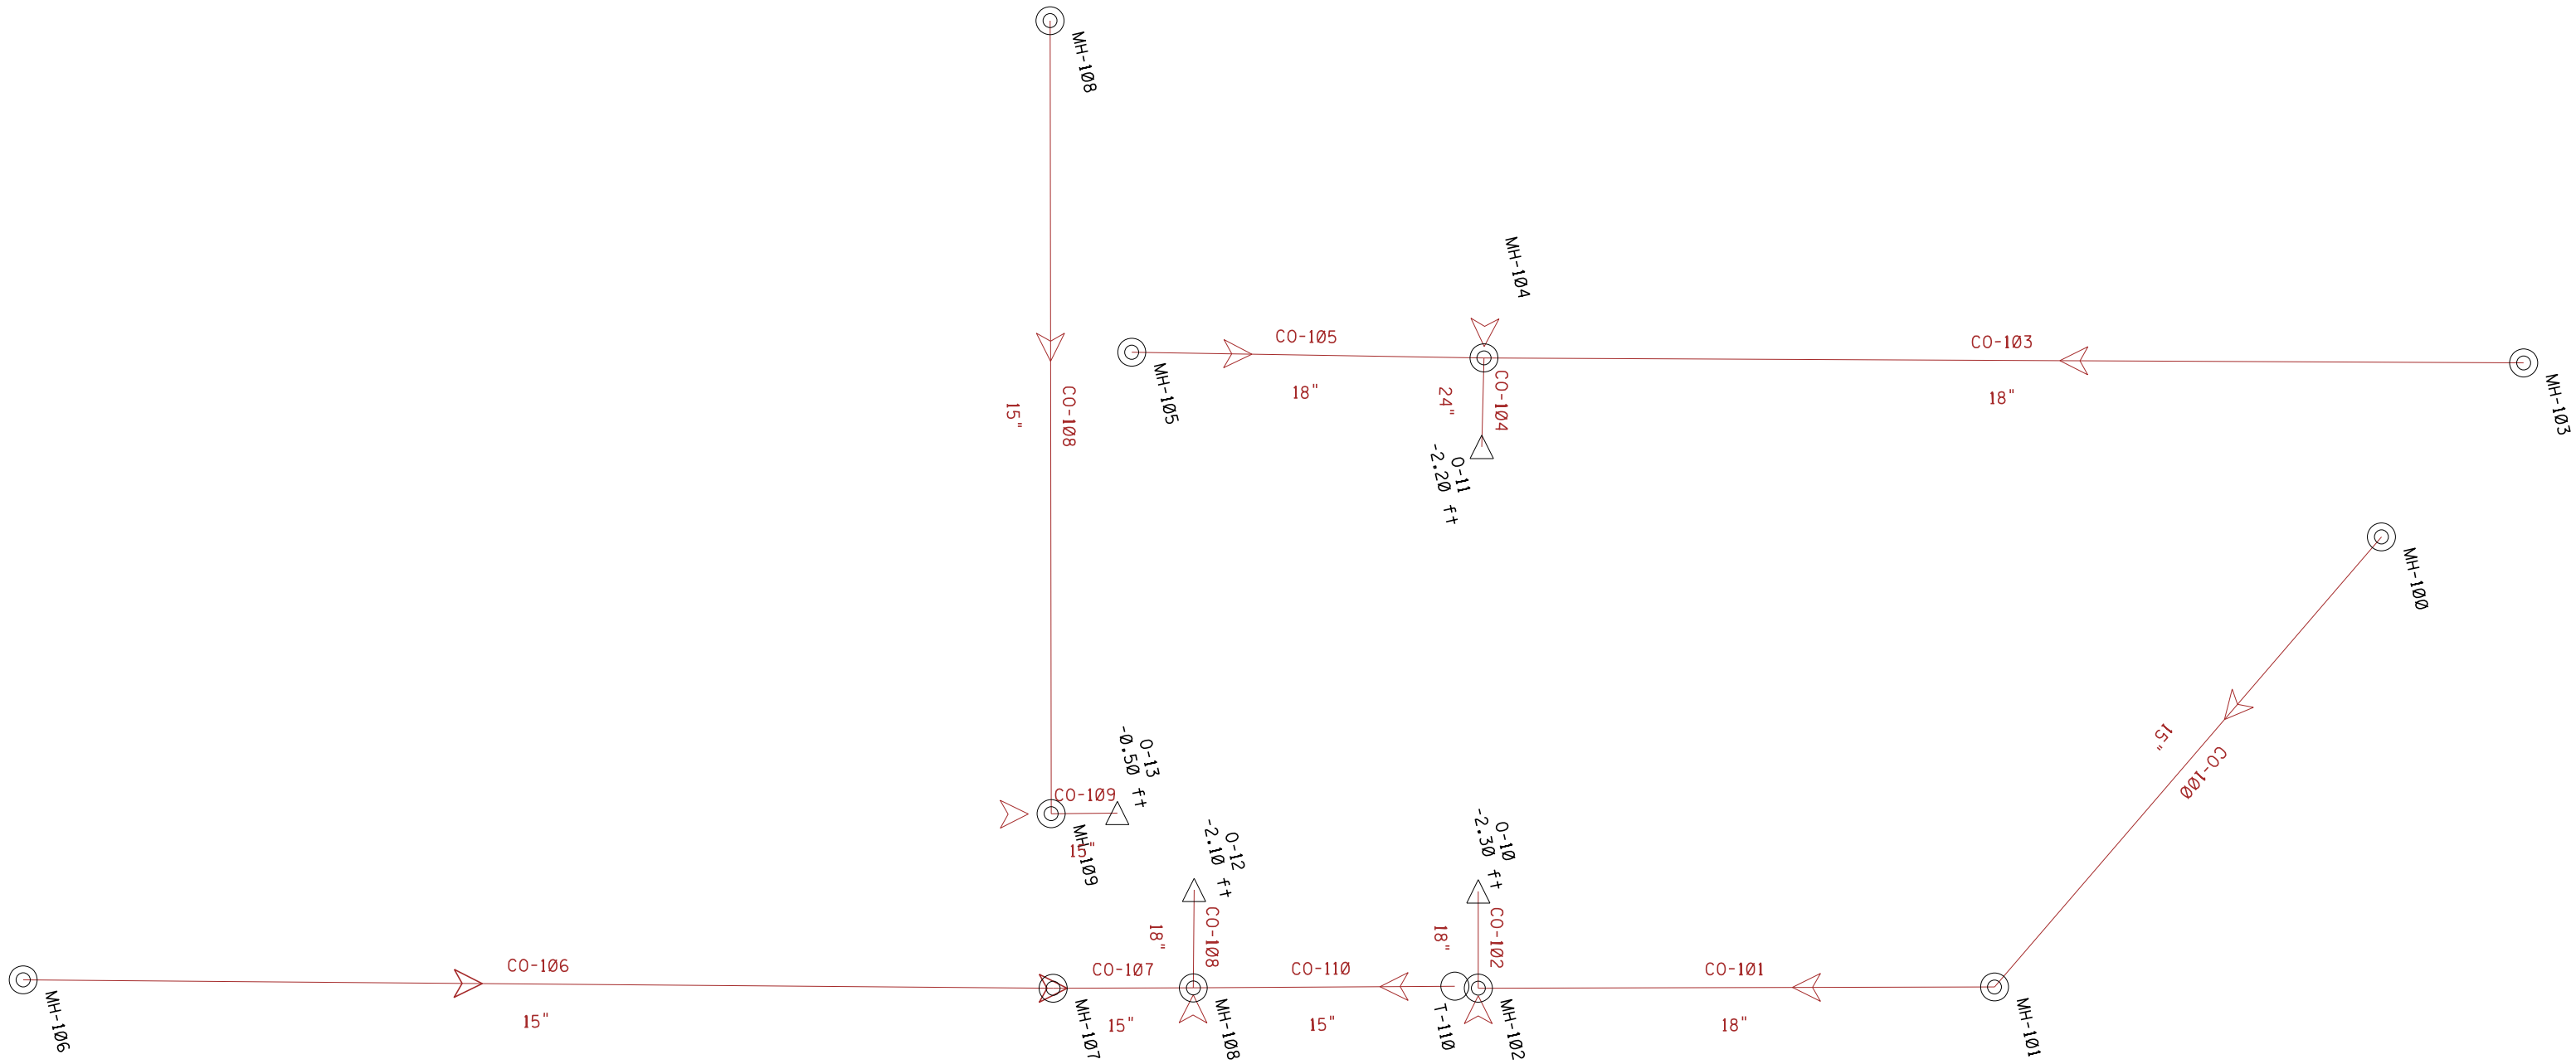 MH-108
MH-104
CO-105
CO-103
18"
24"
CO-104
18"
MH-105
MH-103
15"
CO-108
O-11
-2.20 ft
MH-100
15"
CO-100
O-13
-0.50 ft
CO-109
15"
MH-109
O-12
-2.10 ft
O-10
-2.30 ft
18"
CO-108
18"
CO-102
CO-106
CO-107
CO-110
CO-101
15"
15"
15"
18"
MH-106
MH-107
MH-108
T-110
MH-102
MH-101